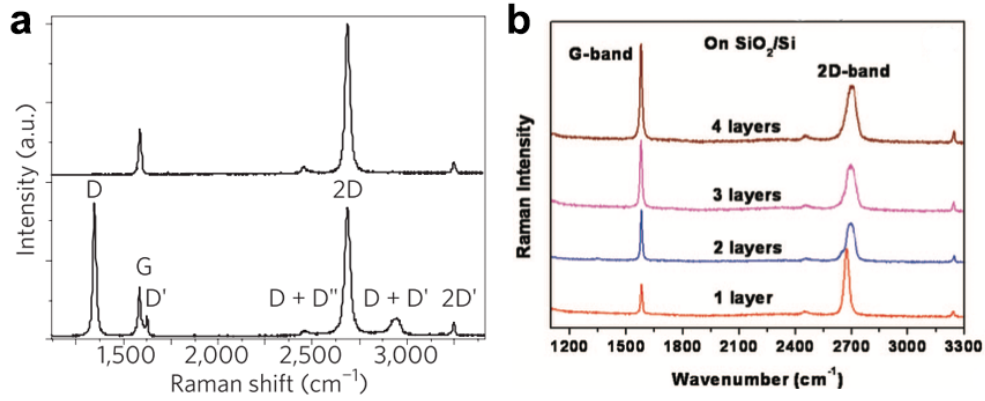 a
Intensity (a.u.)
D
G
D'
D + D"
2D
D + D'
2D'
1,500 2,000 2,500 3,000
Raman shift (cm⁻¹)
b
On SiO₂/Si
G-band
2D-band
4 layers
3 layers
2 layers
1 layer
Raman Intensity
1200 1500 1800 2100 2400 2700 3000 3300
Wavenumber (cm⁻¹)